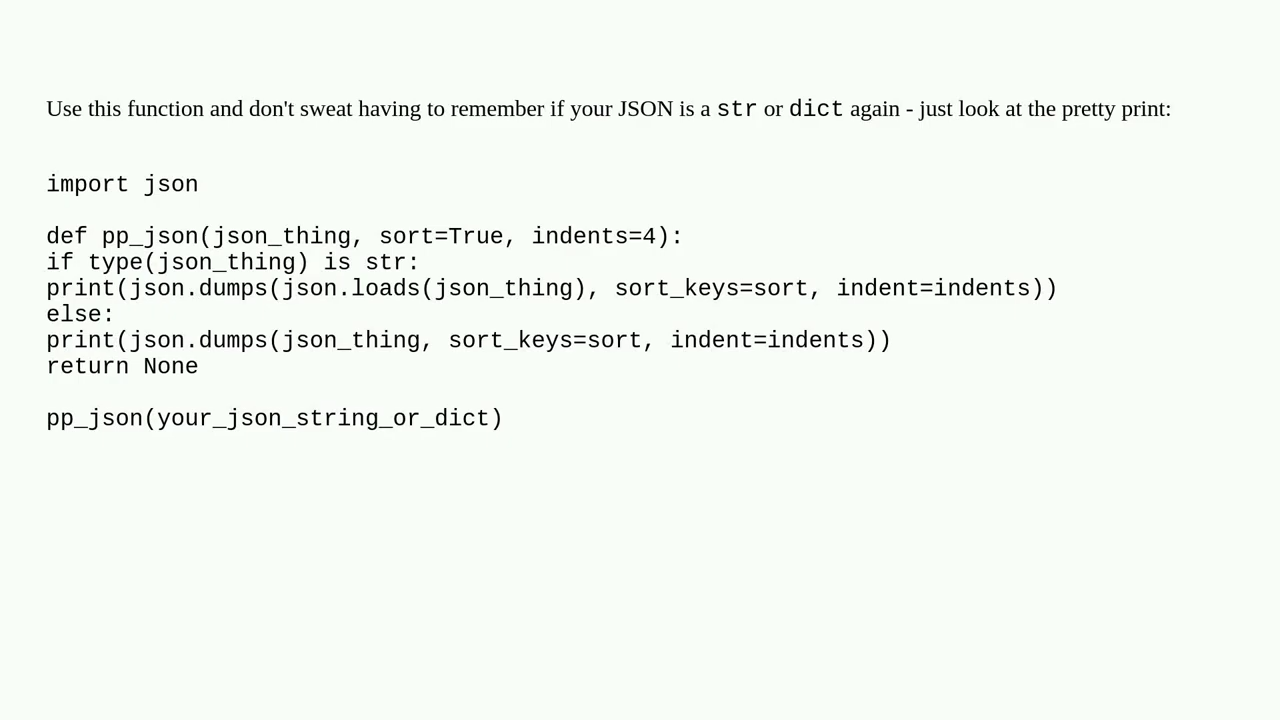 Use this function and don't sweat having to remember if your JSON is a str or dict again - just look at the pretty print:
import json
def pp_json(json_thing, sort=True, indents=4):
if type(json_thing) is str:
print(json.dumps(json.loads(json_thing), sort_keys=sort, indent=indents))
else:
print(json.dumps(json_thing, sort_keys=sort, indent=indents))
return None
pp_json(your_json_string_or_dict)